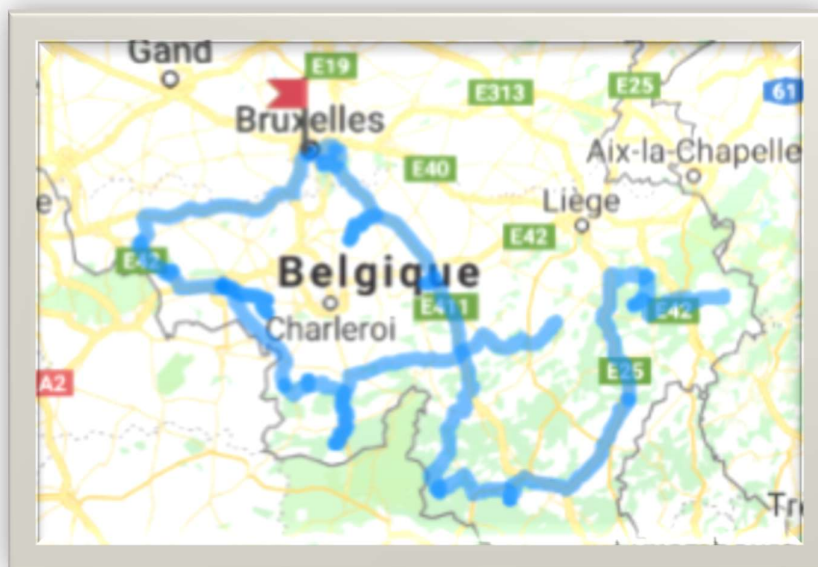 Gand
E19
E313
E25
61
Bruxelles
Aix-la-Chapelle
E40
e
Liège
E42
E42
Belgique
E411
E42
Charleroi
A2
E25
Tr